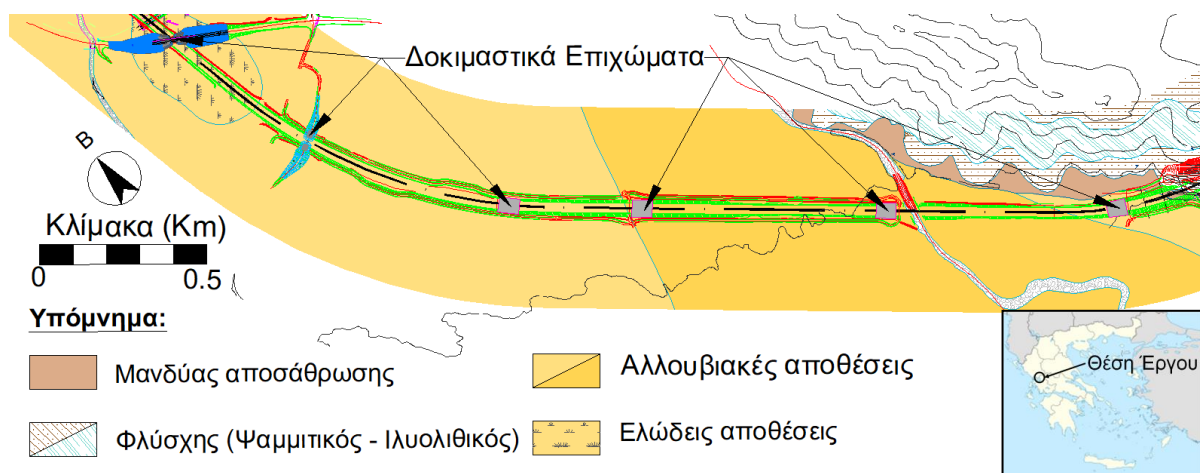 Δοκιμαστικά Επιχώματα
Β
Κλίμακα (Km)
0 0.5
Υπόμνημα:
Μανδύας αποσάθρωσης
Αλλουβιακές αποθέσεις
Φλύσχης (Ψαμμιτικός - Ιλυολιθικός)
Ελώδεις αποθέσεις
Θέση Έργου